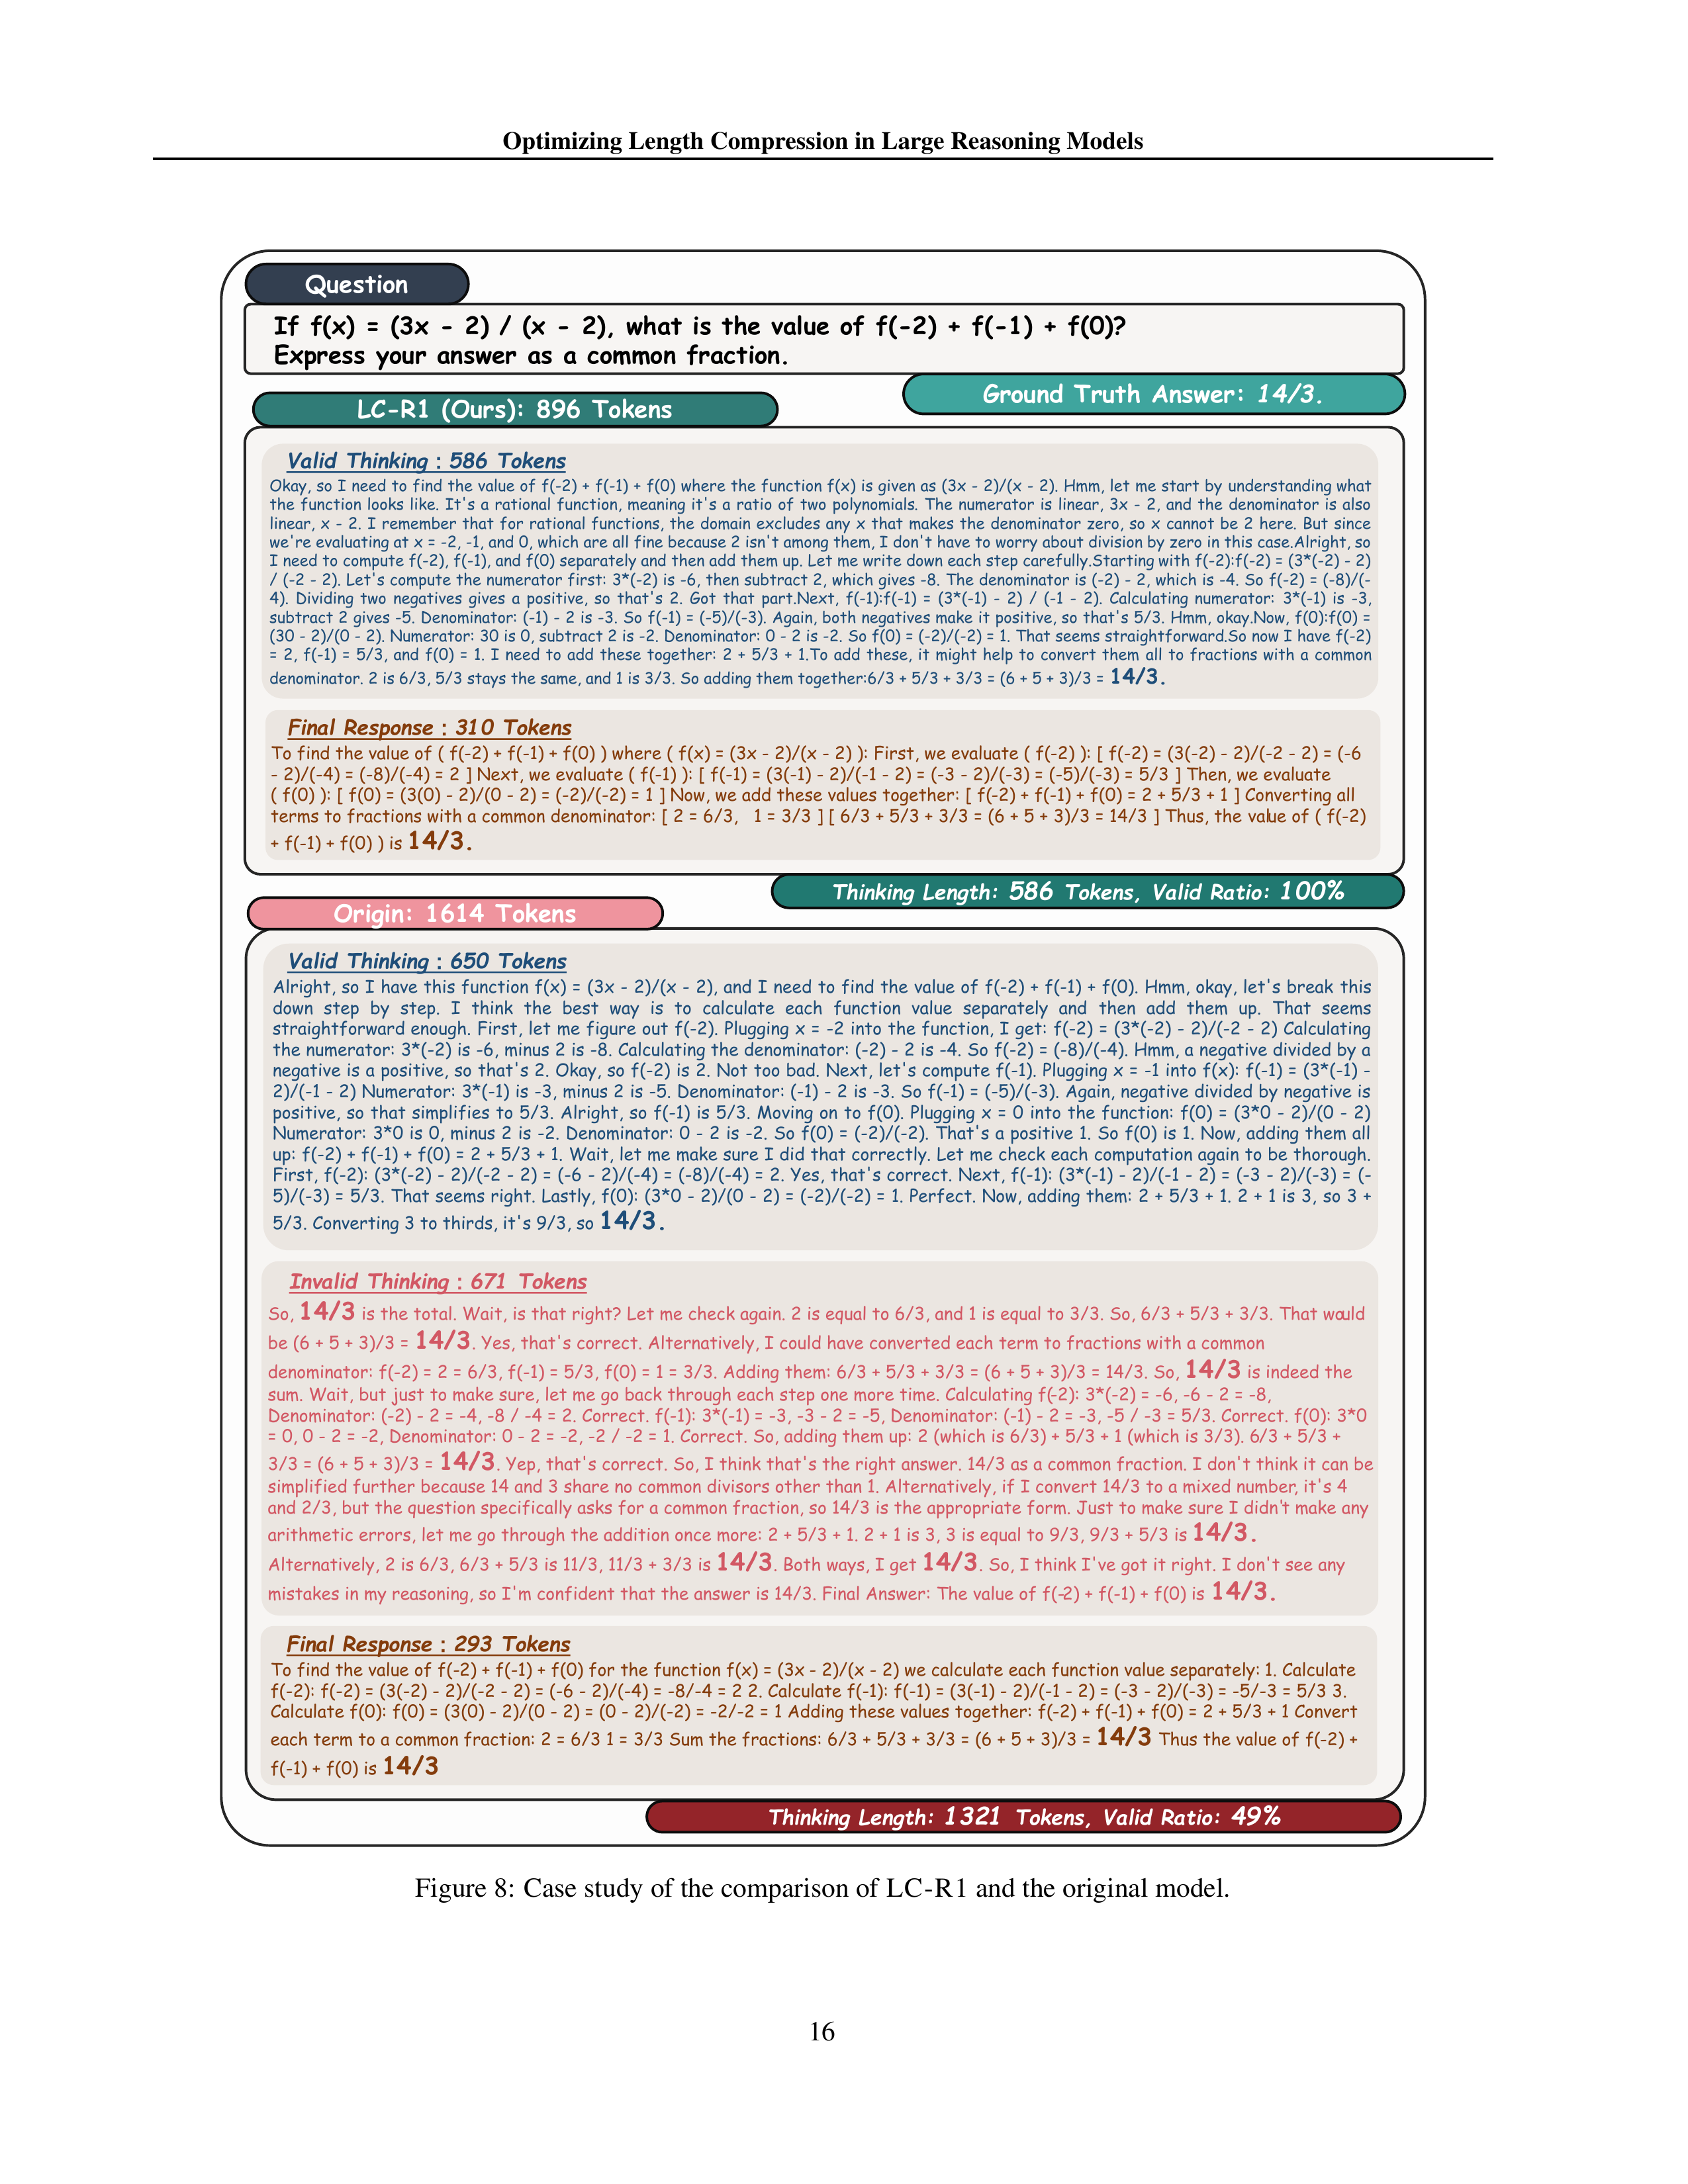 Optimizing Length Compression in Large Reasoning Models
Question
If f(x) = (3x - 2) / (x - 2), what is the value of f(-2) + f(-1) + f(0)?
Express your answer as a common fraction.
Ground Truth Answer: 14/3.
LC-R1 (Ours): 896 Tokens
Valid Thinking : 586 Tokens
Okay, so I need to find the value of f(-2) + f(-1) + f(0) where the function f(x) is given as (3x - 2)/(x - 2). Hmm, let me start by understanding what
the function looks like. It's a rational function, meaning it's a ratio of two polynomials. The numerator is linear, 3x - 2, and the denominator is also
linear, x - 2. I remember that for rational functions, the domain excludes any x that makes the denominator zero, so x cannot be 2 here. But since
we're evaluating at x = -2, -1, and 0, which are all fine because 2 isn't among them, I don't have to worry about division by zero in this case.Alright, so
I need to compute f(-2), f(-1), and f(0) separately and then add them up. Let me write down each step carefully.Starting with f(-2):f(-2) = (3*(-2) - 2)
/ (-2 - 2). Let's compute the numerator first: 3*(-2) is -6, then subtract 2, which gives -8. The denominator is (-2) - 2, which is -4. So f(-2) = (-8)/(-
4). Dividing two negatives gives a positive, so that's 2. Got that part.Next, f(-1):f(-1) = (3*(-1) - 2) / (-1 - 2). Calculating numerator: 3*(-1) is -3,
subtract 2 gives -5. Denominator: (-1) - 2 is -3. So f(-1) = (-5)/(-3). Again, both negatives make it positive, so that's 5/3. Hmm, okay.Now, f(0):f(0) =
(30 - 2)/(0 - 2). Numerator: 30 is 0, subtract 2 is -2. Denominator: 0 - 2 is -2. So f(0) = (-2)/(-2) = 1. That seems straightforward.So now I have f(-2)
= 2, f(-1) = 5/3, and f(0) = 1. I need to add these together: 2 + 5/3 + 1.To add these, it might help to convert them all to fractions with a common
denominator. 2 is 6/3, 5/3 stays the same, and 1 is 3/3. So adding them together:6/3 + 5/3 + 3/3 = (6 + 5 + 3)/3 = 14/3.
Final Response : 310 Tokens
To find the value of ( f(-2) + f(-1) + f(0) ) where ( f(x) = (3x - 2)/(x - 2) ): First, we evaluate ( f(-2) ): [ f(-2) = (3(-2) - 2)/(-2 - 2) = (-6
- 2)/(-4) = (-8)/(-4) = 2 ] Next, we evaluate ( f(-1) ): [ f(-1) = (3(-1) - 2)/(-1 - 2) = (-3 - 2)/(-3) = (-5)/(-3) = 5/3 ] Then, we evaluate
( f(0) ): [ f(0) = (3(0) - 2)/(0 - 2) = (-2)/(-2) = 1 ] Now, we add these values together: [ f(-2) + f(-1) + f(0) = 2 + 5/3 + 1 ] Converting all
terms to fractions with a common denominator: [ 2 = 6/3, 1 = 3/3 ] [ 6/3 + 5/3 + 3/3 = (6 + 5 + 3)/3 = 14/3 ] Thus, the value of ( f(-2)
+ f(-1) + f(0) ) is 14/3.
Thinking Length: 586 Tokens, Valid Ratio: 100%
Origin: 1614 Tokens
Valid Thinking : 650 Tokens
Alright, so I have this function f(x) = (3x - 2)/(x - 2), and I need to find the value of f(-2) + f(-1) + f(0). Hmm, okay, let's break this
down step by step. I think the best way is to calculate each function value separately and then add them up. That seems
straightforward enough. First, let me figure out f(-2). Plugging x = -2 into the function, I get: f(-2) = (3*(-2) - 2)/(-2 - 2) Calculating
the numerator: 3*(-2) is -6, minus 2 is -8. Calculating the denominator: (-2) - 2 is -4. So f(-2) = (-8)/(-4). Hmm, a negative divided by a
negative is a positive, so that's 2. Okay, so f(-2) is 2. Not too bad. Next, let's compute f(-1). Plugging x = -1 into f(x): f(-1) = (3*(-1) -
2)/(-1 - 2) Numerator: 3*(-1) is -3, minus 2 is -5. Denominator: (-1) - 2 is -3. So f(-1) = (-5)/(-3). Again, negative divided by negative is
positive, so that simplifies to 5/3. Alright, so f(-1) is 5/3. Moving on to f(0). Plugging x = 0 into the function: f(0) = (3*0 - 2)/(0 - 2)
Numerator: 3*0 is 0, minus 2 is -2. Denominator: 0 - 2 is -2. So f(0) = (-2)/(-2). That's a positive 1. So f(0) is 1. Now, adding them all
up: f(-2) + f(-1) + f(0) = 2 + 5/3 + 1. Wait, let me make sure I did that correctly. Let me check each computation again to be thorough.
First, f(-2): (3*(-2) - 2)/(-2 - 2) = (-6 - 2)/(-4) = (-8)/(-4) = 2. Yes, that's correct. Next, f(-1): (3*(-1) - 2)/(-1 - 2) = (-3 - 2)/(-3) = (-
5)/(-3) = 5/3. That seems right. Lastly, f(0): (3*0 - 2)/(0 - 2) = (-2)/(-2) = 1. Perfect. Now, adding them: 2 + 5/3 + 1. 2 + 1 is 3, so 3 +
5/3. Converting 3 to thirds, it's 9/3, so 14/3.
Invalid Thinking : 671 Tokens
So, 14/3 is the total. Wait, is that right? Let me check again. 2 is equal to 6/3, and 1 is equal to 3/3. So, 6/3 + 5/3 + 3/3. That would
be (6 + 5 + 3)/3 = 14/3. Yes, that's correct. Alternatively, I could have converted each term to fractions with a common
denominator: f(-2) = 2 = 6/3, f(-1) = 5/3, f(0) = 1 = 3/3. Adding them: 6/3 + 5/3 + 3/3 = (6 + 5 + 3)/3 = 14/3. So, 14/3 is indeed the
sum. Wait, but just to make sure, let me go back through each step one more time. Calculating f(-2): 3*(-2) = -6, -6 - 2 = -8,
Denominator: (-2) - 2 = -4, -8 / -4 = 2. Correct. f(-1): 3*(-1) = -3, -3 - 2 = -5, Denominator: (-1) - 2 = -3, -5 / -3 = 5/3. Correct. f(0): 3*0
= 0, 0 - 2 = -2, Denominator: 0 - 2 = -2, -2 / -2 = 1. Correct. So, adding them up: 2 (which is 6/3) + 5/3 + 1 (which is 3/3). 6/3 + 5/3 +
3/3 = (6 + 5 + 3)/3 = 14/3. Yep, that's correct. So, I think that's the right answer. 14/3 as a common fraction. I don't think it can be
simplified further because 14 and 3 share no common divisors other than 1. Alternatively, if I convert 14/3 to a mixed number, it's 4
and 2/3, but the question specifically asks for a common fraction, so 14/3 is the appropriate form. Just to make sure I didn't make any
arithmetic errors, let me go through the addition once more: 2 + 5/3 + 1. 2 + 1 is 3, 3 is equal to 9/3, 9/3 + 5/3 is 14/3.
Alternatively, 2 is 6/3, 6/3 + 5/3 is 11/3, 11/3 + 3/3 is 14/3. Both ways, I get 14/3. So, I think I've got it right. I don't see any
mistakes in my reasoning, so I'm confident that the answer is 14/3. Final Answer: The value of f(-2) + f(-1) + f(0) is 14/3.
Final Response : 293 Tokens
To find the value of f(-2) + f(-1) + f(0) for the function f(x) = (3x - 2)/(x - 2) we calculate each function value separately: 1. Calculate
f(-2): f(-2) = (3(-2) - 2)/(-2 - 2) = (-6 - 2)/(-4) = -8/-4 = 2 2. Calculate f(-1): f(-1) = (3(-1) - 2)/(-1 - 2) = (-3 - 2)/(-3) = -5/-3 = 5/3 3.
Calculate f(0): f(0) = (3(0) - 2)/(0 - 2) = (0 - 2)/(-2) = -2/-2 = 1 Adding these values together: f(-2) + f(-1) + f(0) = 2 + 5/3 + 1 Convert
each term to a common fraction: 2 = 6/3 1 = 3/3 Sum the fractions: 6/3 + 5/3 + 3/3 = (6 + 5 + 3)/3 = 14/3 Thus the value of f(-2) +
f(-1) + f(0) is 14/3
Thinking Length: 1321 Tokens, Valid Ratio: 49%
Figure 8: Case study of the comparison of LC-R1 and the original model.
16